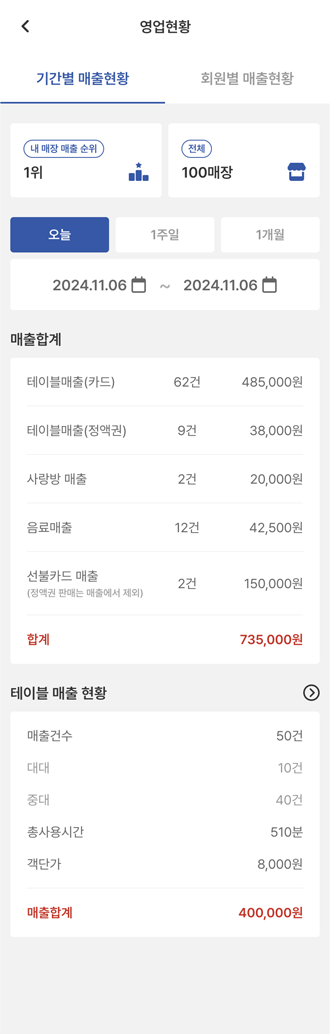 영업현황
기간별 매출현황 회원별 매출현황
내 매장 매출 순위 전체
1위 100매장
오늘 1주일 1개월
2024.11.06 ~ 2024.11.06
매출합계
테이블매출(카드) 62건 485,000원
테이블매출(정액권) 9건 38,000원
사랑방 매출 2건 20,000원
음료매출 12건 42,500원
선불카드 매출 2건 150,000원
(정액권 판매는 매출에서 제외)
합계 735,000원
테이블 매출 현황
매출건수 50건
대대 10건
중대 40건
총사용시간 510분
객단가 8,000원
매출합계 400,000원